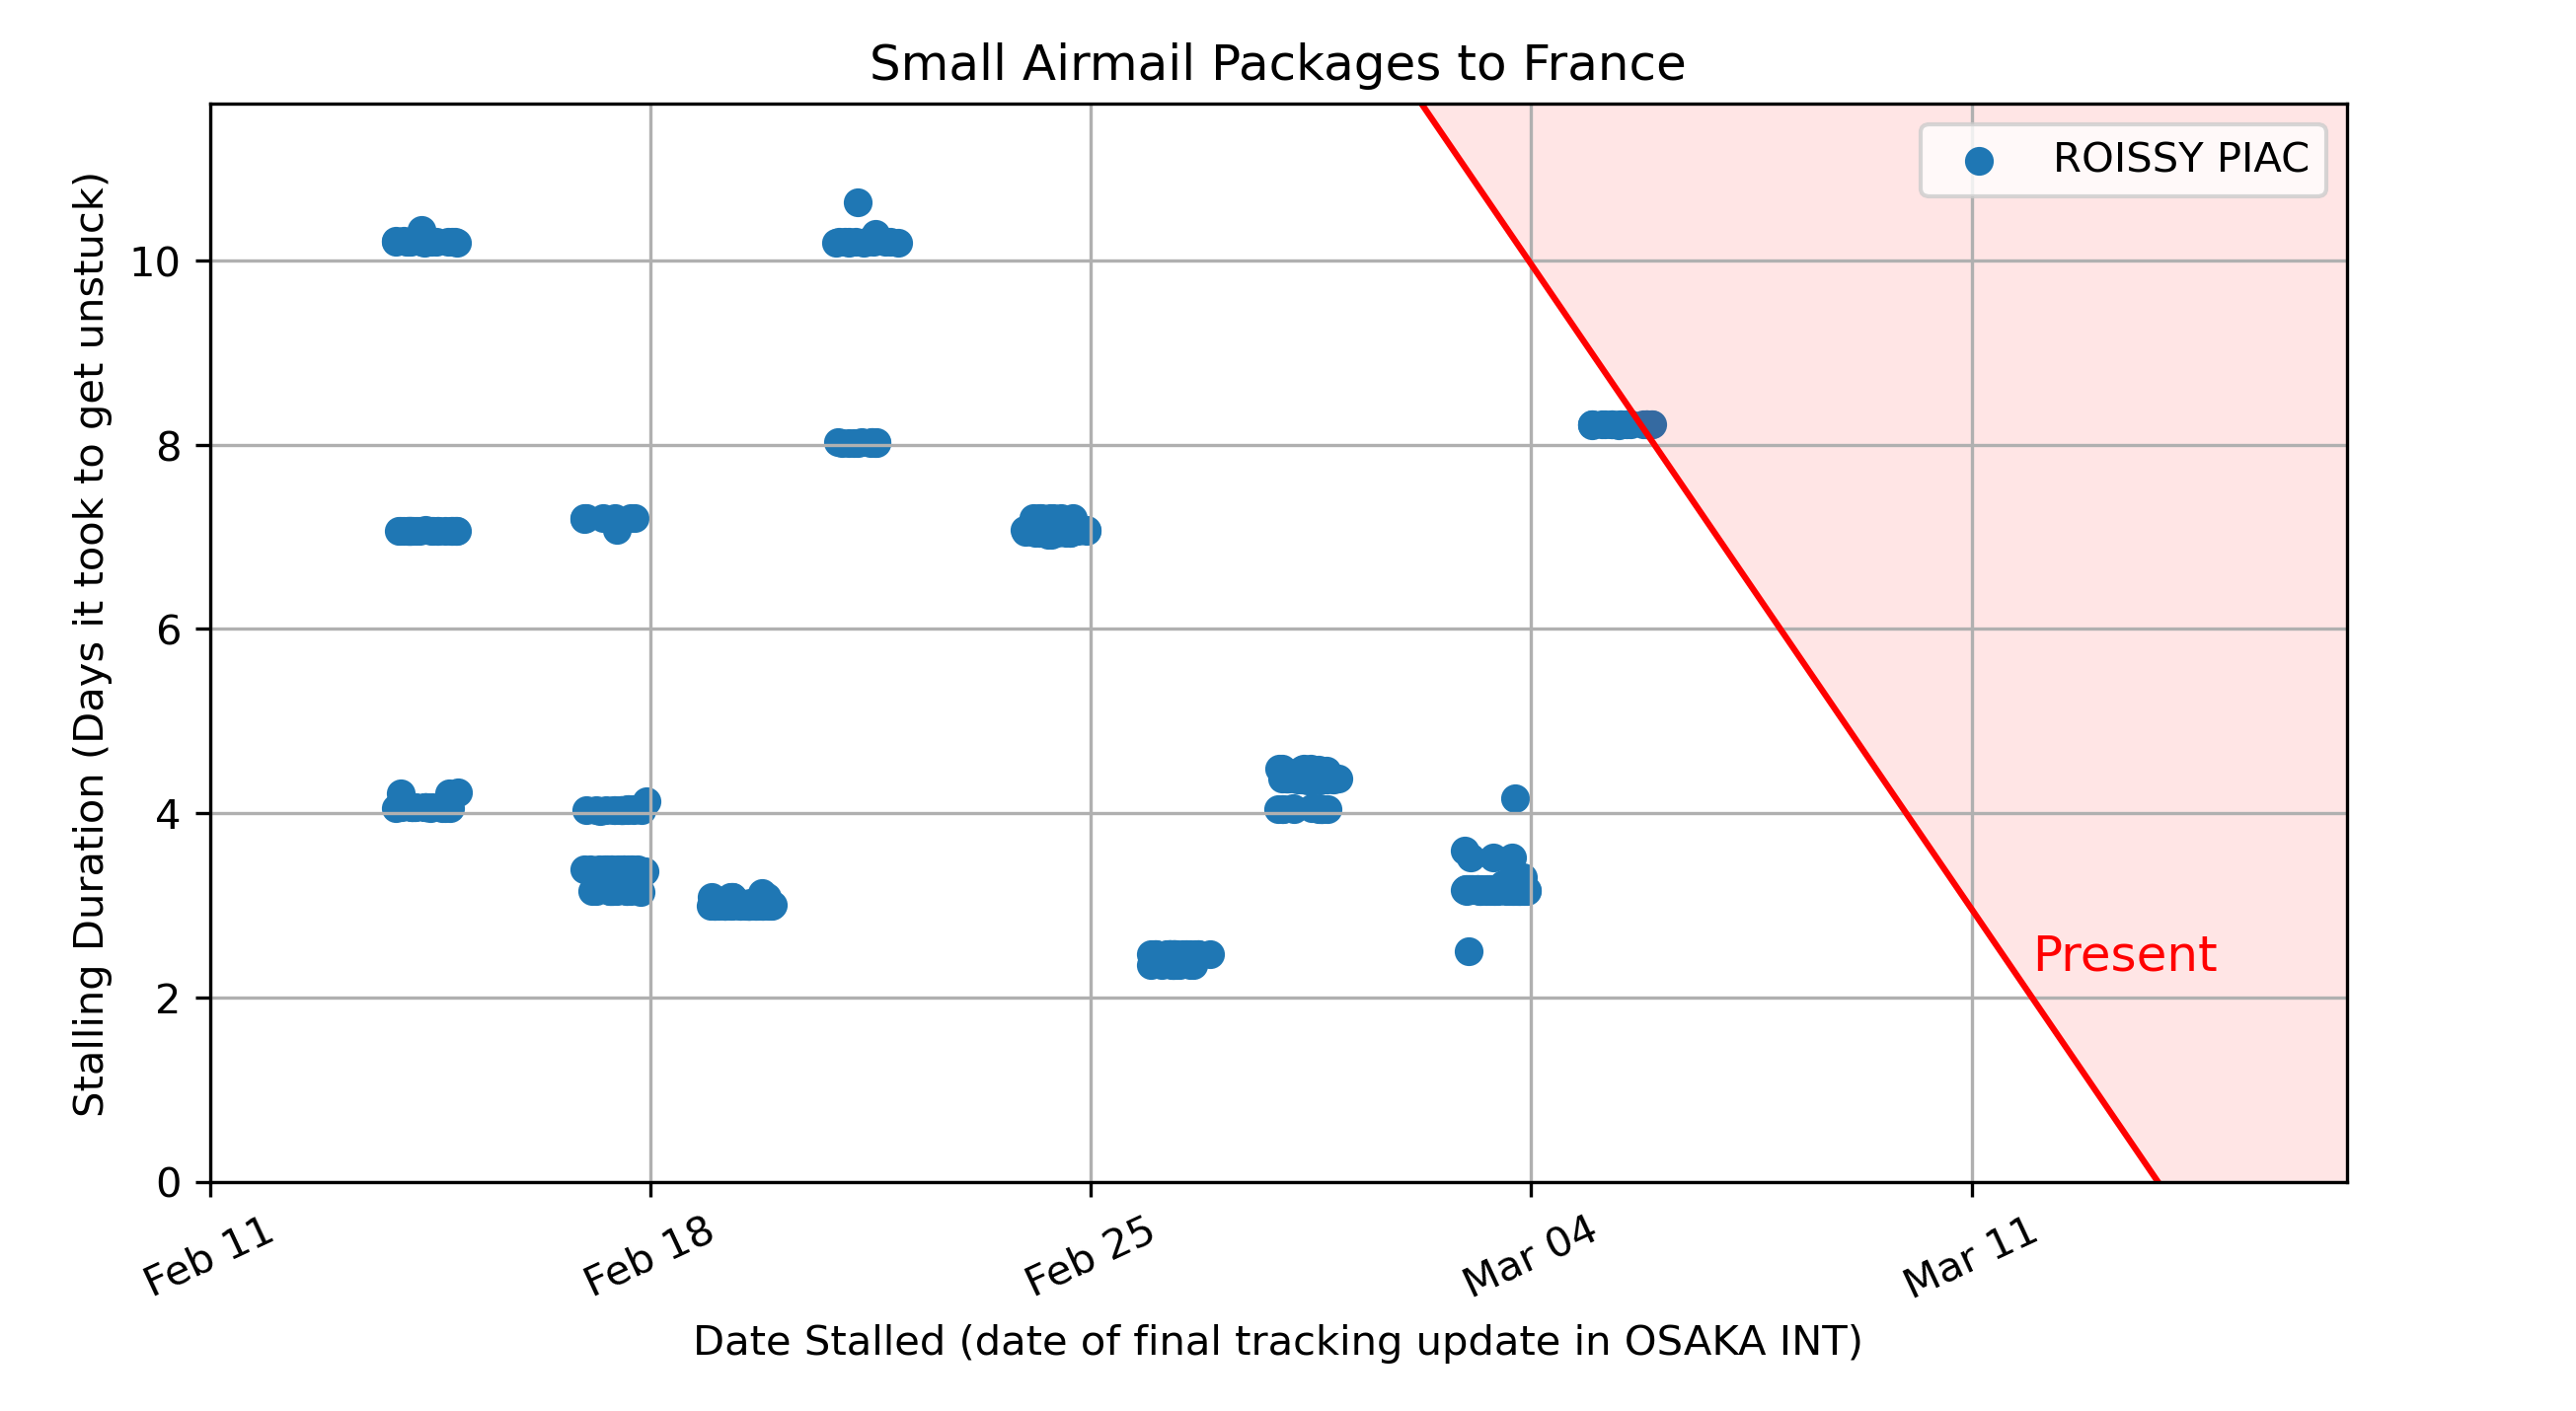 Small Airmail Packages to France
ROISSY PIAC
Stalling Duration (Days it took to get unstuck)
10
8
6
4
2
0
Present
Feb 11
Feb 18
Feb 25
Mar 04
Mar 11
Date Stalled (date of final tracking update in OSAKA INT)